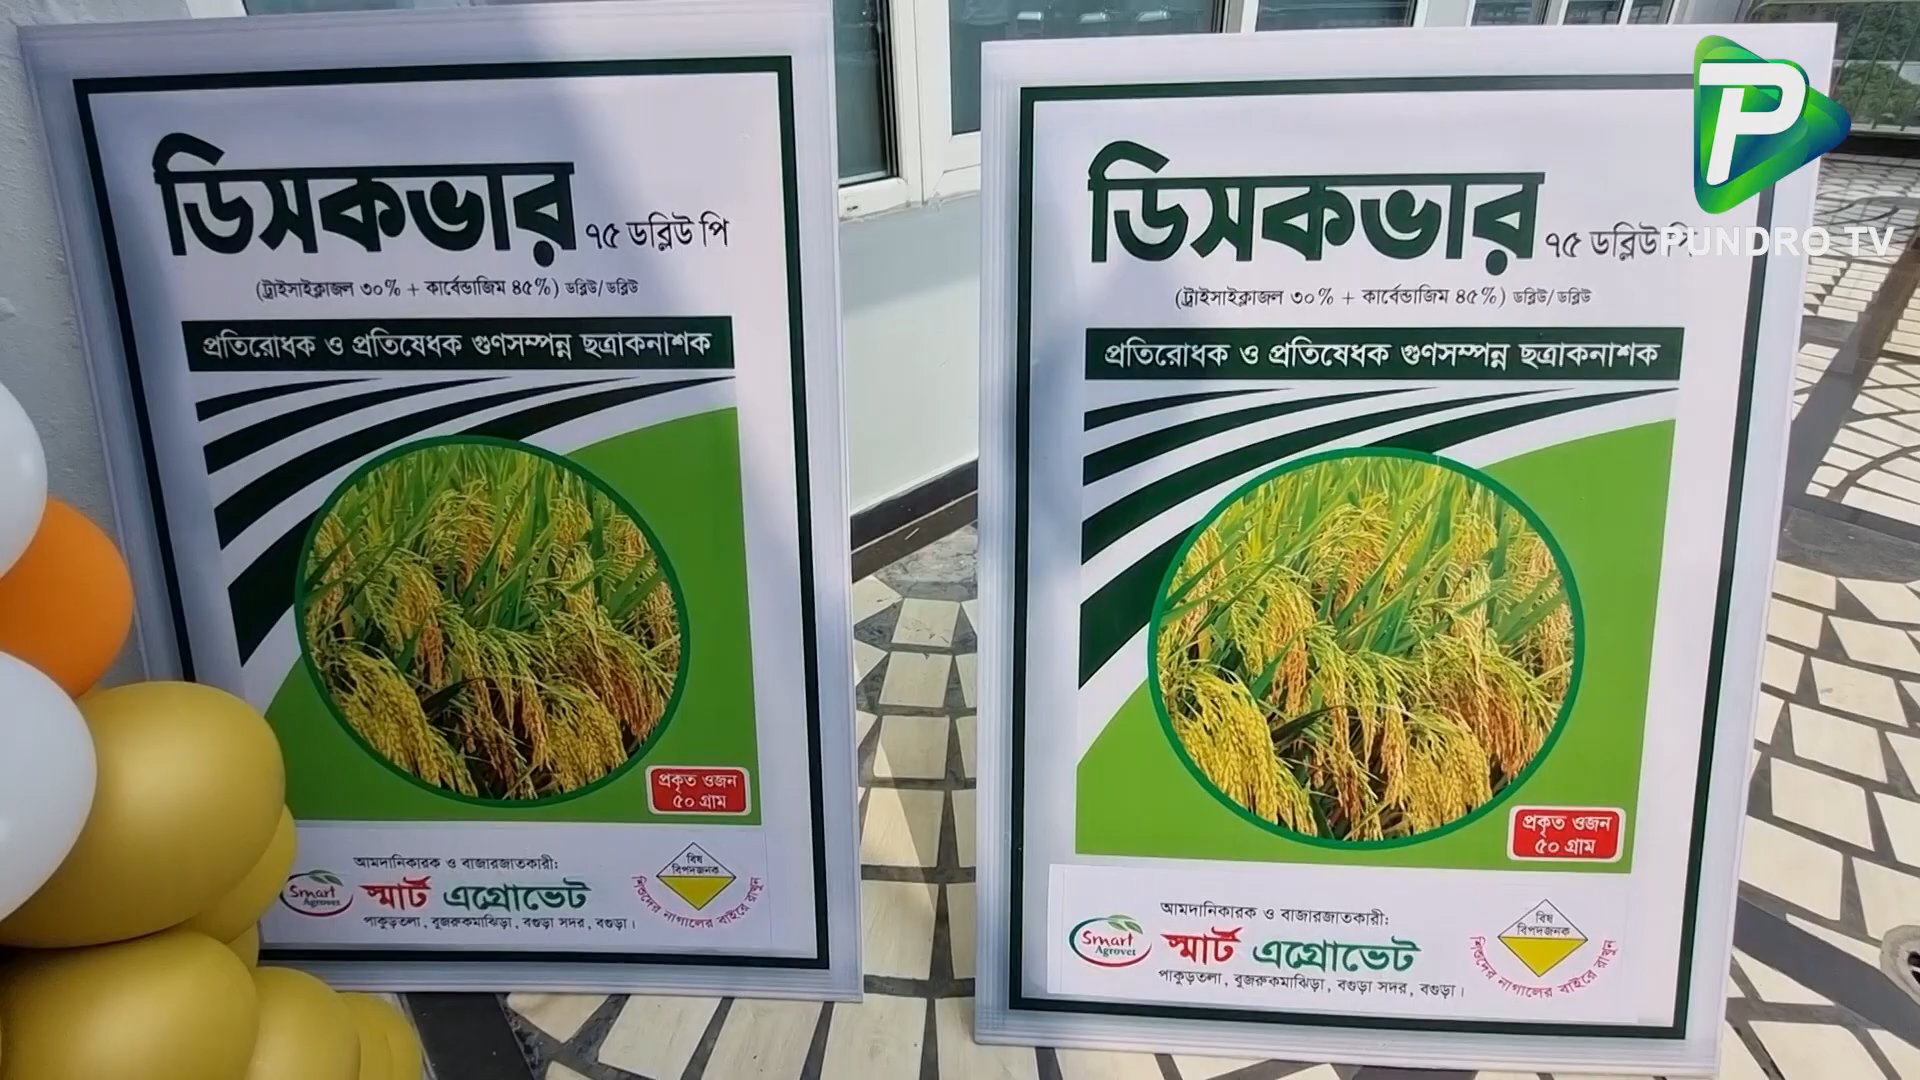 ডিসকভার ৭৫ ডব্লিউ পি
(ট্রাইসাইক্লাজল ৩০% + কার্বেন্ডাজিম ৪৫%) ডব্লিউ/ডব্লিউ
প্রতিরোধক ও প্রতিষেধক গুণসম্পন্ন ছত্রাকনাশক
প্রকৃত ওজন
৫০ গ্রাম
আমদানিকারক ও বাজারজাতকারী:
Smart
Agrovet
স্মার্ট এগ্রোভেট
পাকুড়তলা, বুজরুকমাঝিড়া, বগুড়া সদর, বগুড়া।
বিষ
বিপদজনক
শিশুদের নাগালের বাইরে রাখুন
ডিসকভার ৭৫ ডব্লিউ পি
(ট্রাইসাইক্লাজল ৩০% + কার্বেন্ডাজিম ৪৫%) ডব্লিউ/ডব্লিউ
প্রতিরোধক ও প্রতিষেধক গুণসম্পন্ন ছত্রাকনাশক
প্রকৃত ওজন
৫০ গ্রাম
আমদানিকারক ও বাজারজাতকারী:
Smart
Agrovet
স্মার্ট এগ্রোভেট
পাকুড়তলা, বুজরুকমাঝিড়া, বগুড়া সদর, বগুড়া।
বিষ
বিপদজনক
শিশুদের নাগালের বাইরে রাখুন
PUNDRO TV